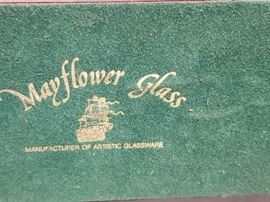 Mayflower Glass
MANUFACTURER OF ARTISTIC GLASSWARE